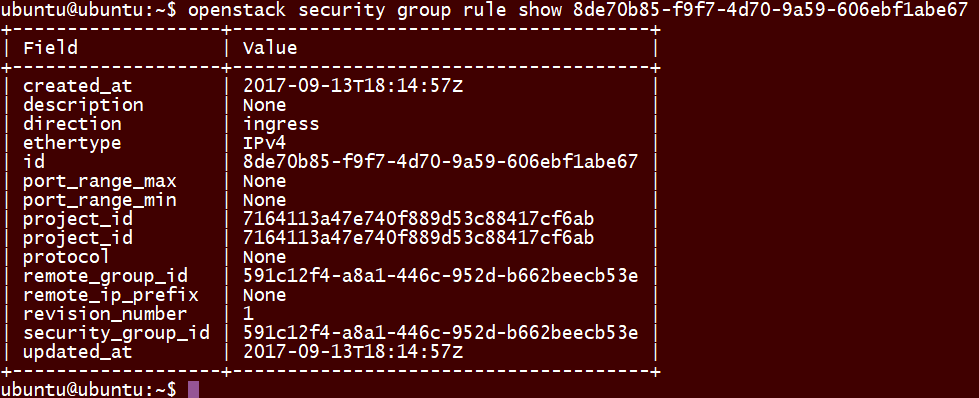 ubuntu@ubuntu:~$ openstack security group rule show 8de70b85-f9f7-4d70-9a59-606ebf1abe67
+-------------------+--------------------------------------+
| Field             | Value                                |
+-------------------+--------------------------------------+
| created_at        | 2017-09-13T18:14:57Z                 |
| description       | None                                 |
| direction         | ingress                              |
| ethertype         | IPv4                                 |
| id                | 8de70b85-f9f7-4d70-9a59-606ebf1abe67 |
| port_range_max    | None                                 |
| port_range_min    | None                                 |
| project_id        | 7164113a47e740f889d53c88417cf6ab     |
| project_id        | 7164113a47e740f889d53c88417cf6ab     |
| protocol          | None                                 |
| remote_group_id   | 591c12f4-a8a1-446c-952d-b662beecb53e |
| remote_ip_prefix  | None                                 |
| revision_number   | 1                                    |
| security_group_id | 591c12f4-a8a1-446c-952d-b662beecb53e |
| updated_at        | 2017-09-13T18:14:57Z                 |
+-------------------+--------------------------------------+
ubuntu@ubuntu:~$